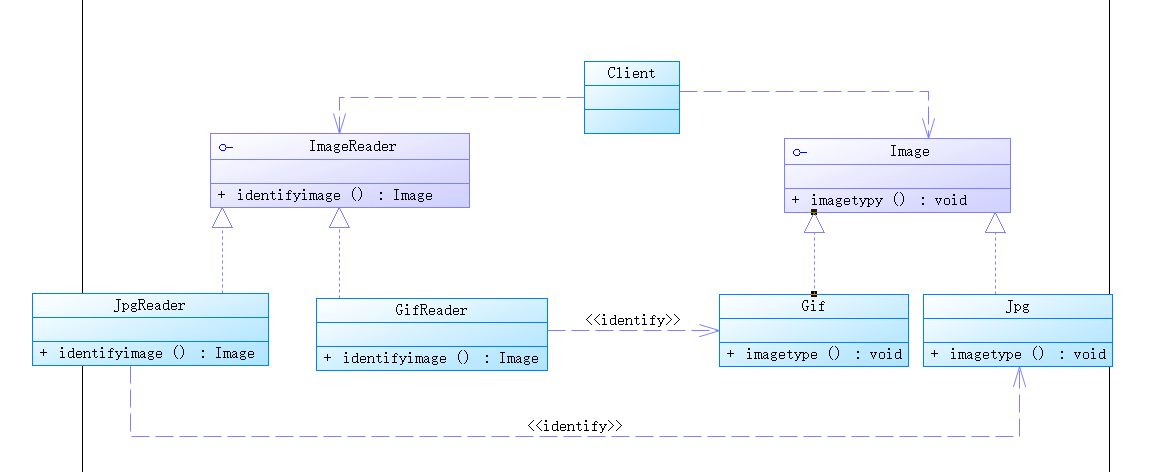 Client
ImageReader
+ identifyimage () : Image
Image
+ imagetypy () : void
JpgReader
+ identifyimage () : Image
GifReader
+ identifyimage () : Image
<<identify>>
Gif
+ imagetype () : void
Jpg
+ imagetype () : void
<<identify>>